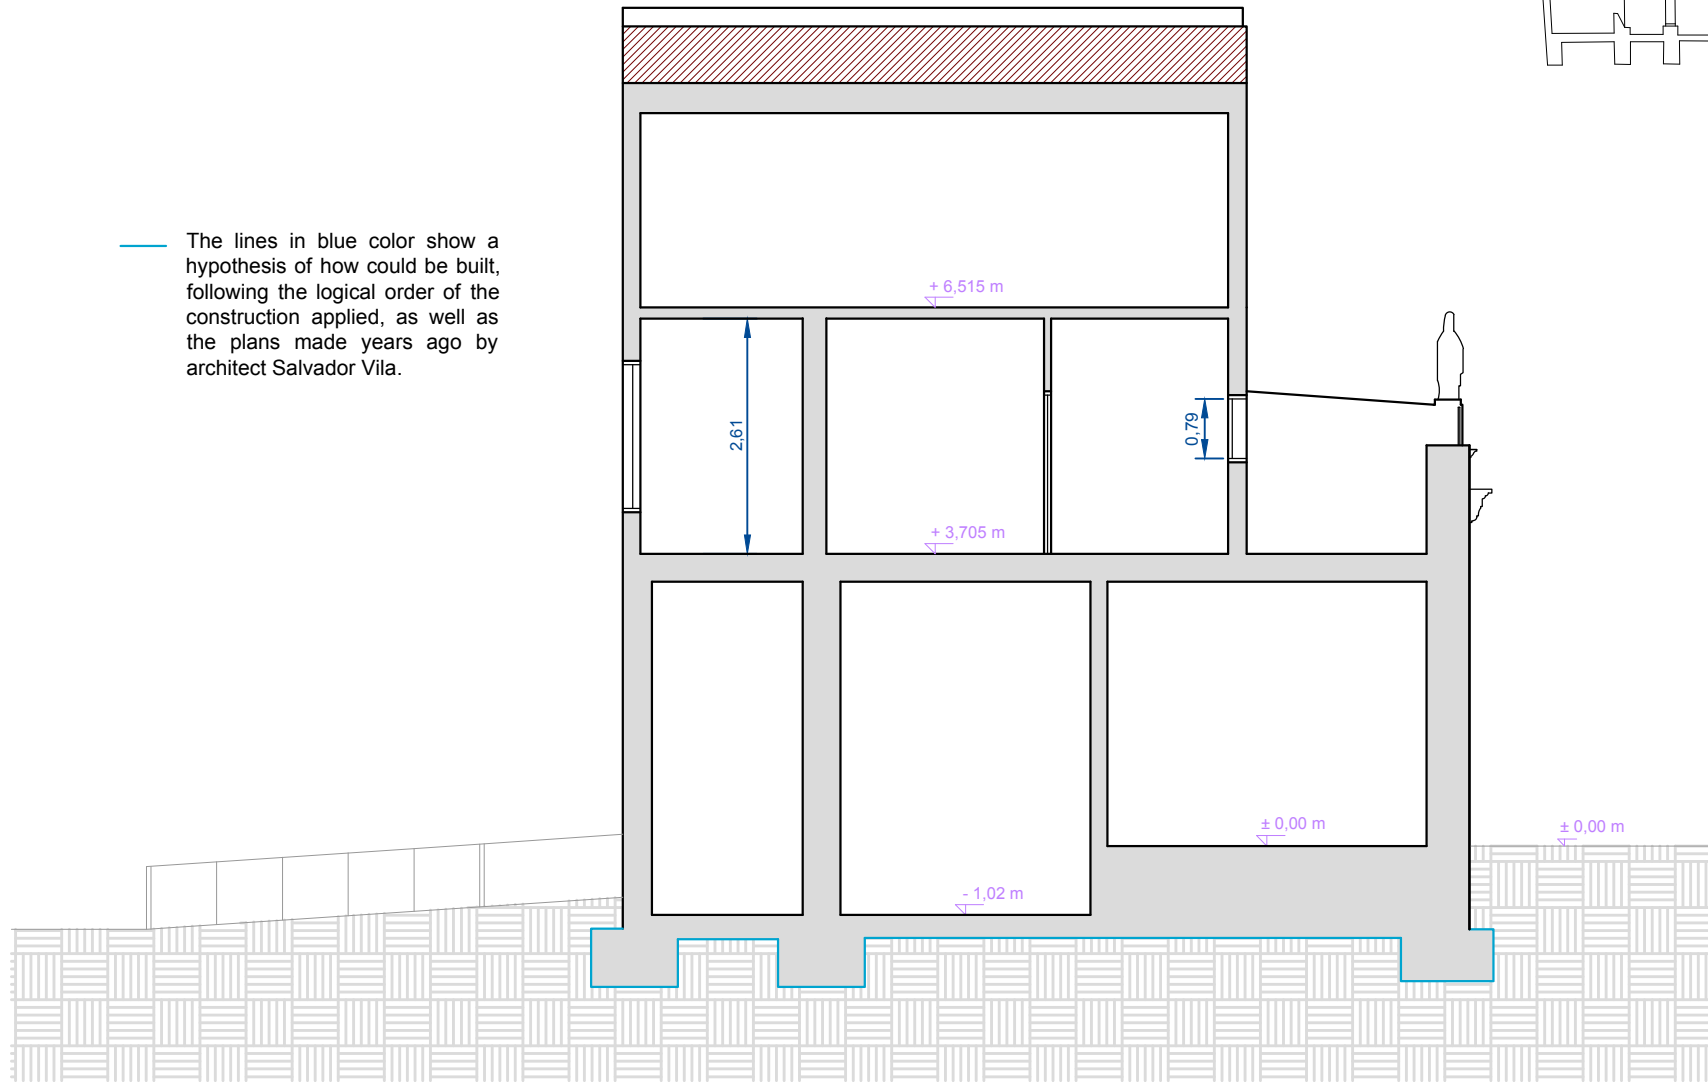 The lines in blue color show a
hypothesis of how could be built,
following the logical order of the
construction applied, as well as
the plans made years ago by
architect Salvador Vila.
+ 6,515 m
2,61
0,79
+ 3,705 m
± 0,00 m
± 0,00 m
- 1,02 m